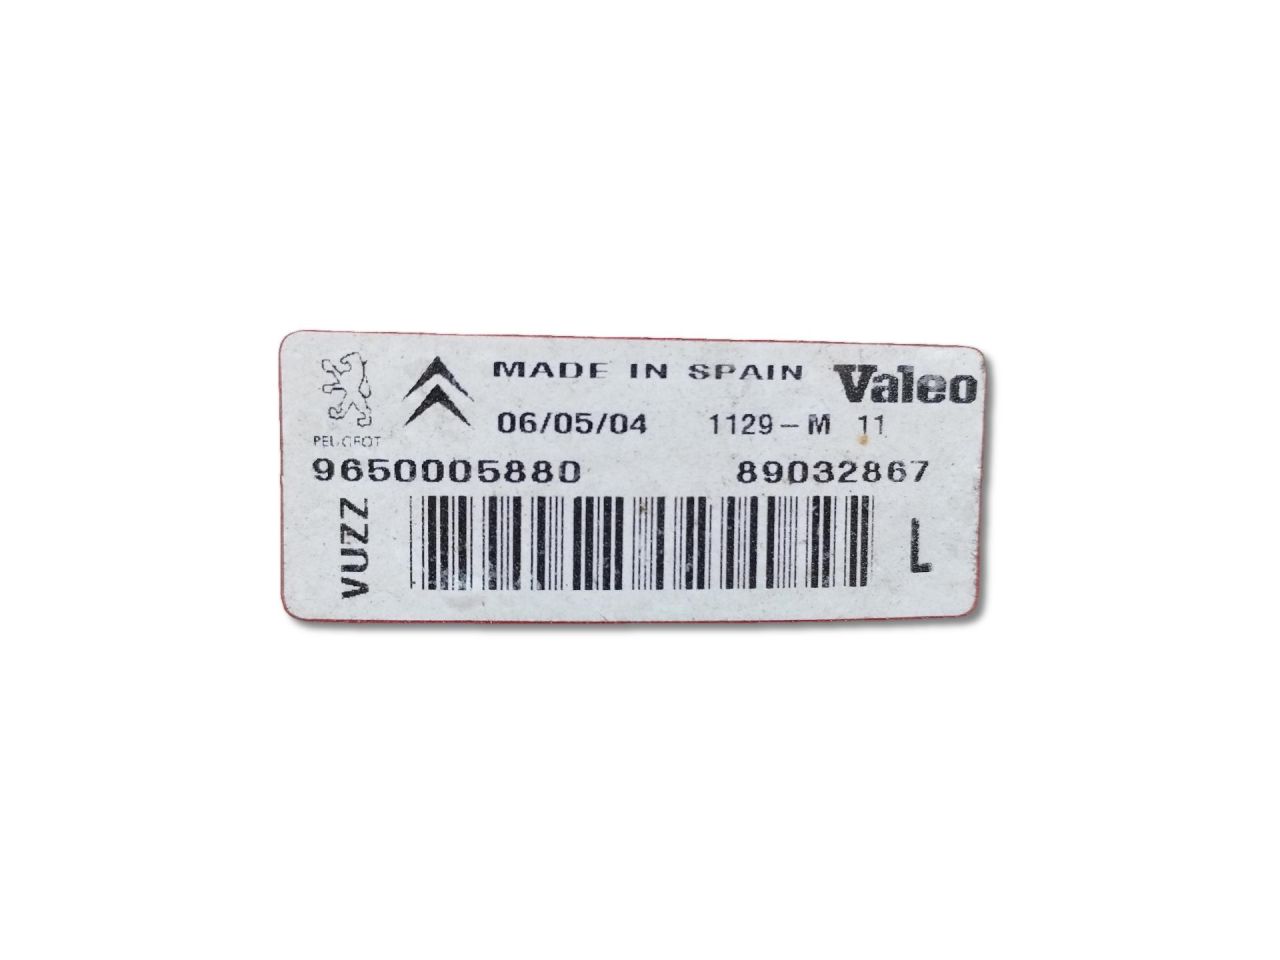 MADE IN SPAIN Valeo
06/05/04 1129-M 11
PEUGEOT
9650005880 89032867
VUZZ
L